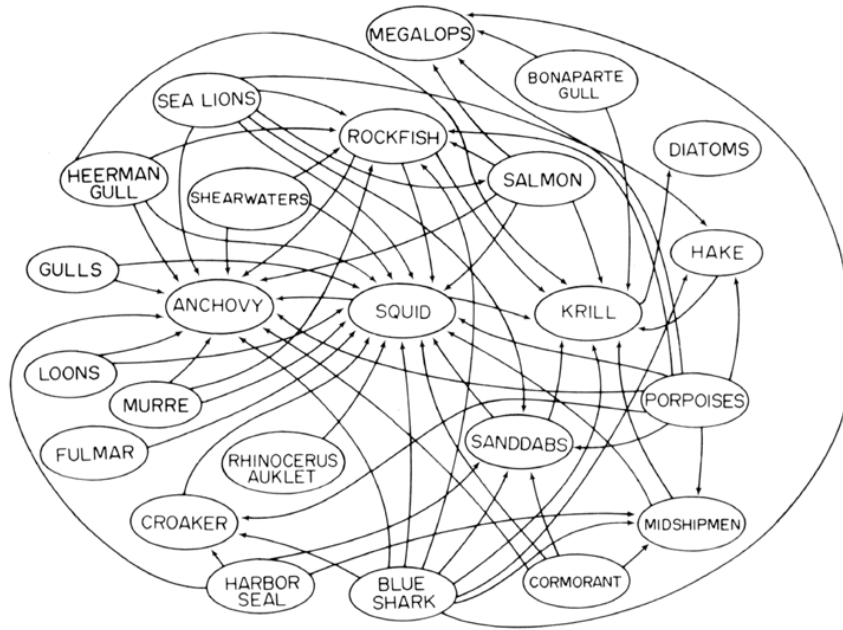 MEGALOPS
BONAPARTE
GULL
SEA LIONS
ROCKFISH
DIATOMS
HEERMAN
GULL
SHEARWATERS
SALMON
HAKE
GULLS
ANCHOVY
SQUID
KRILL
LOONS
MURRE
PORPOISES
FULMAR
RHINOCERUS
AUKLET
SANDDABS
CROAKER
MIDSHIPMEN
HARBOR
SEAL
BLUE
SHARK
CORMORANT